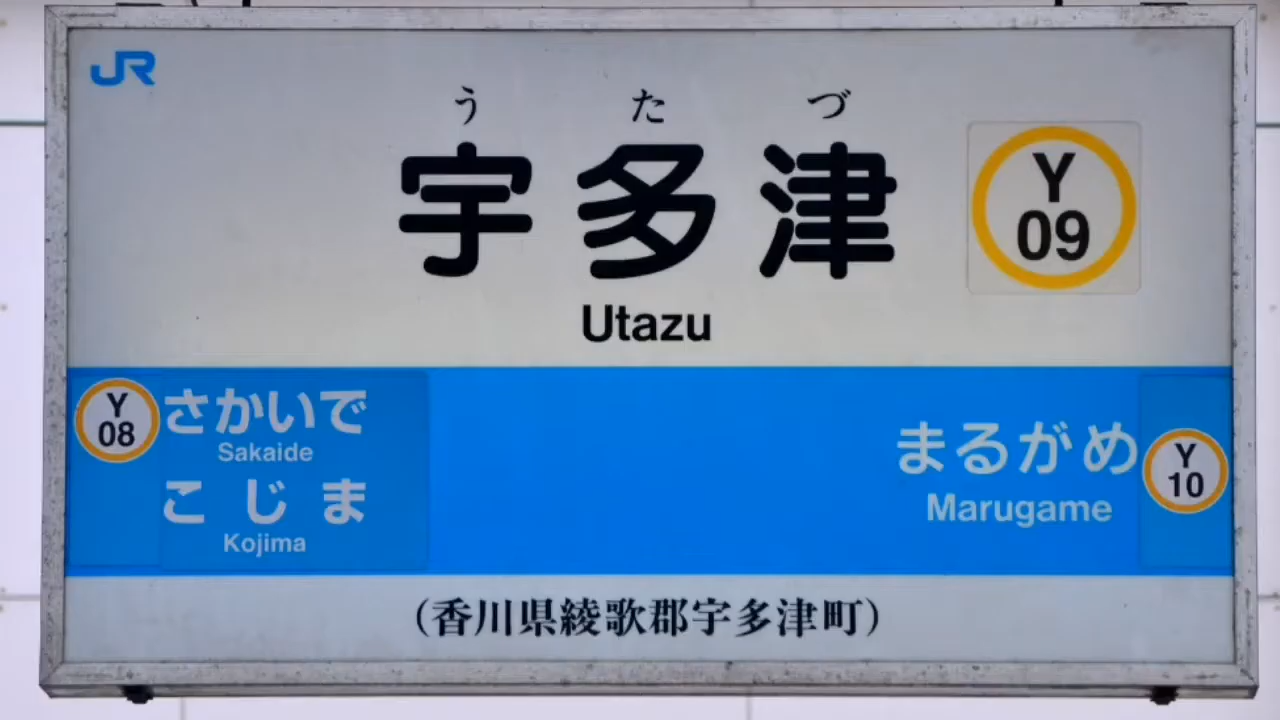 JR
うたづ
宇多津
Utazu
Y
09
Y
08
さかいで
Sakaide
こじま
Kojima
まるがめ
Marugame
Y
10
(香川県綾歌郡宇多津町)